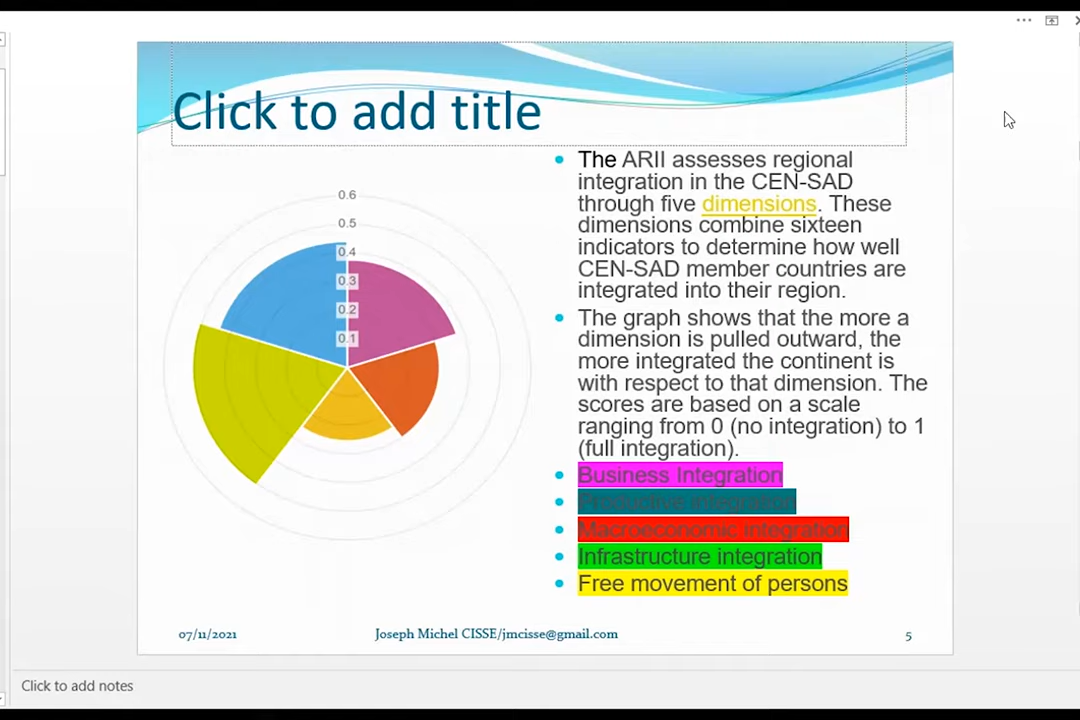 Click to add title
• The ARII assesses regional
integration in the CEN-SAD
through five dimensions. These
dimensions combine sixteen
indicators to determine how well
CEN-SAD member countries are
integrated into their region.
• The graph shows that the more a
dimension is pulled outward, the
more integrated the continent is
with respect to that dimension. The
scores are based on a scale
ranging from 0 (no integration) to 1
(full integration).
• Business Integration
• Productive integration
• Macroeconomic integration
• Infrastructure integration
• Free movement of persons
0.6
0.5
0.4
0.3
0.2
0.1
07/11/2021
Joseph Michel CISSE/jmcisse@gmail.com
5
Click to add notes